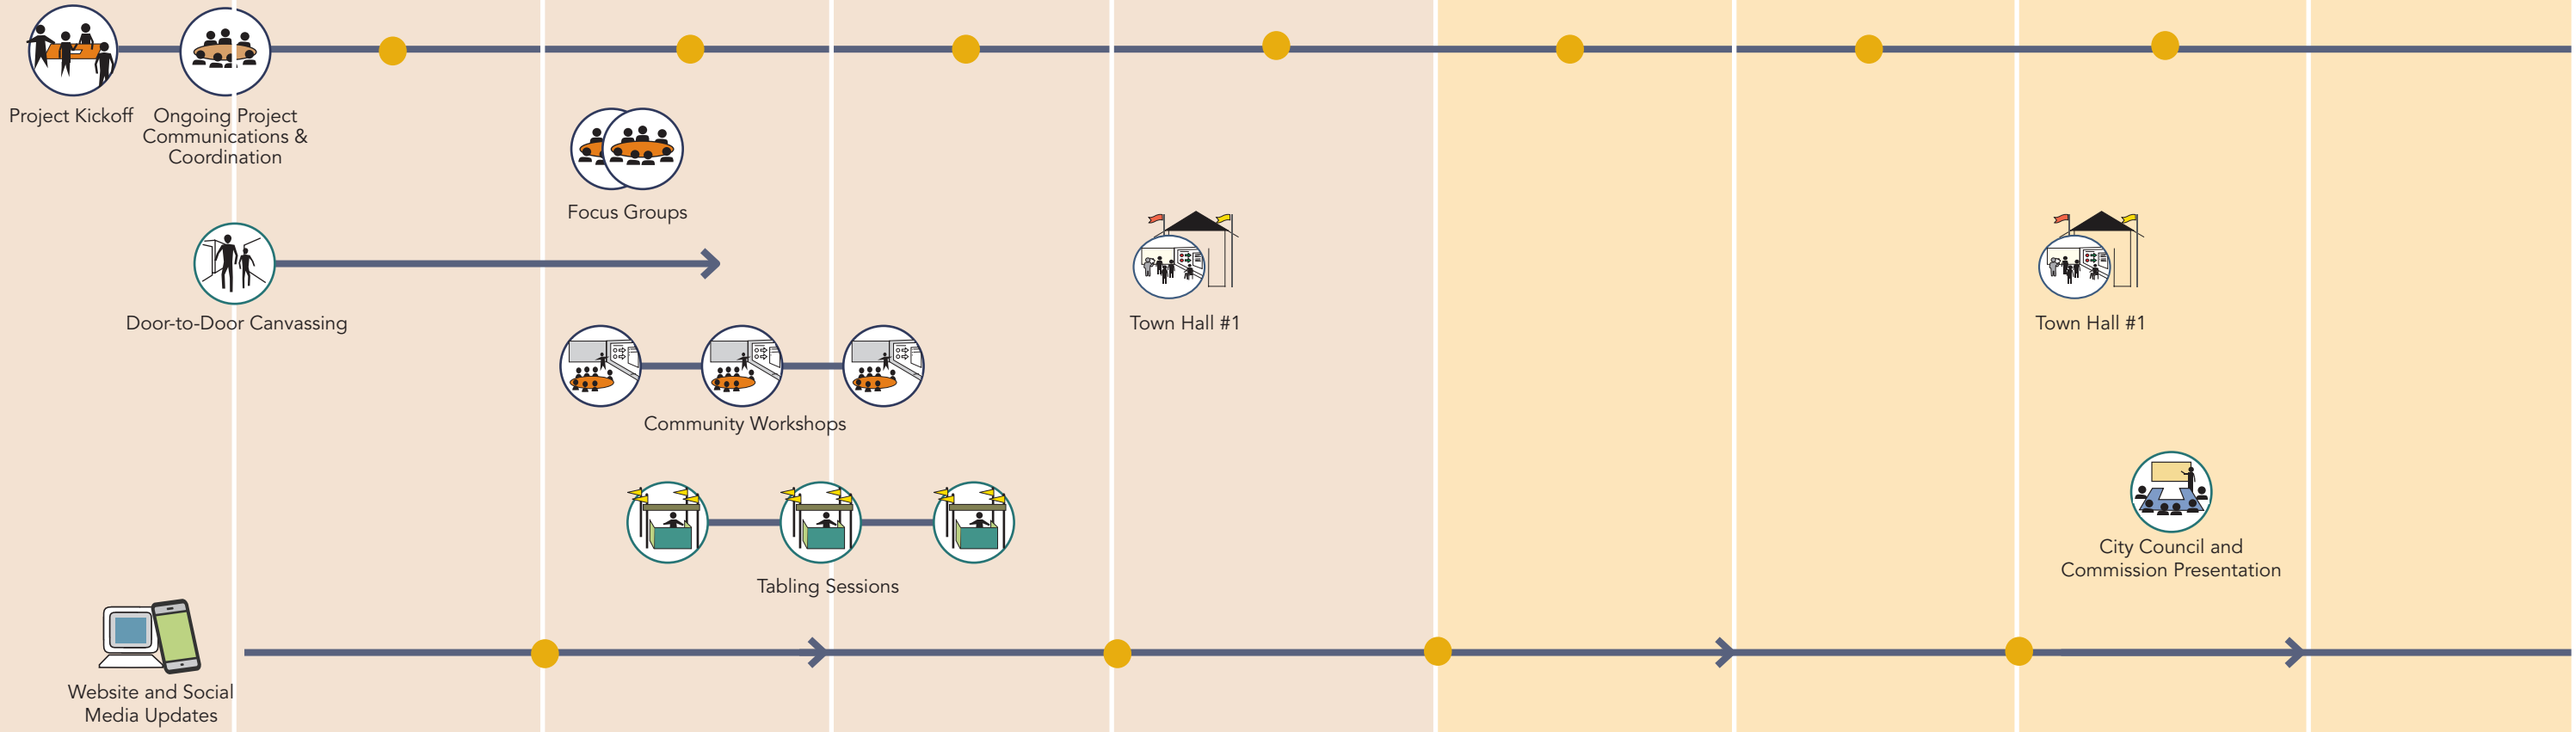 Project Kickoff
Ongoing Project
Communications &
Coordination
Focus Groups
Door-to-Door Canvassing
Town Hall #1
Town Hall #1
Community Workshops
Tabling Sessions
City Council and
Commission Presentation
Website and Social
Media Updates